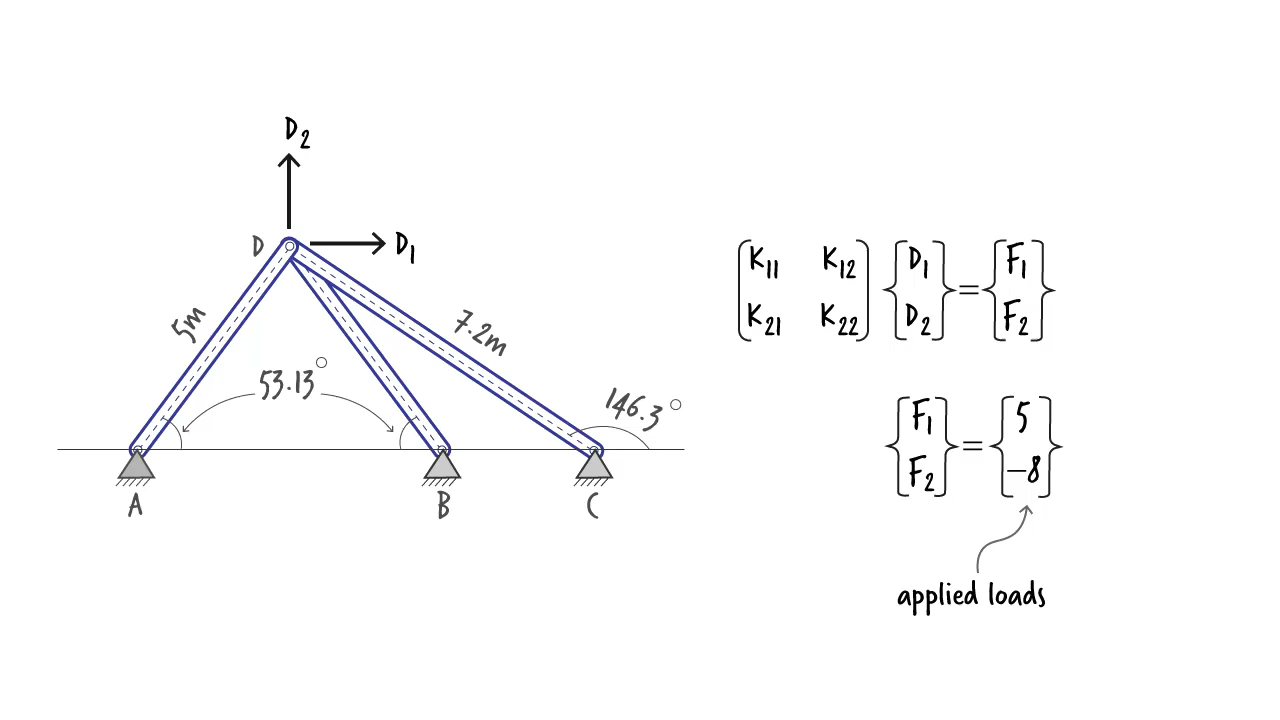 D₂
D
D₁
5m
7.2m
53.13°
146.3°
A
B
C
K₁₁ K₁₂
K₂₁ K₂₂
D₁
D₂
=
F₁
F₂
F₁
F₂
=
5
−8
applied loads